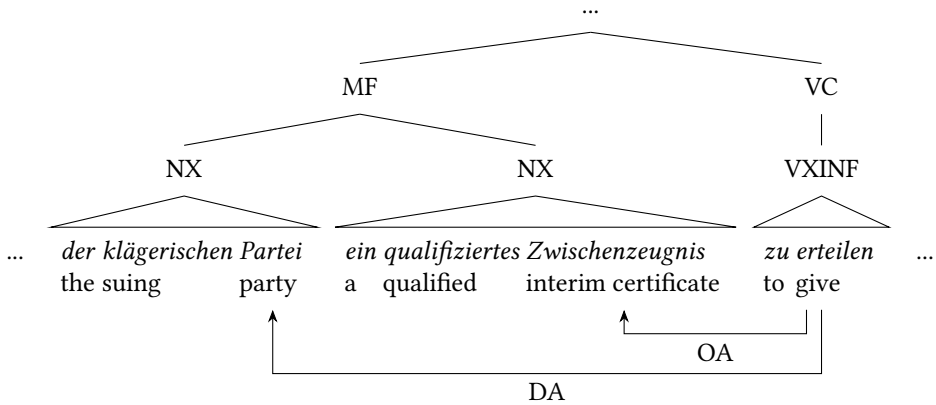 ...
MF VC
NX NX VXINF
... der klägerischen Partei ein qualifiziertes Zwischenzeugnis zu erteilen ...
the suing party a qualified interim certificate to give
OA
DA